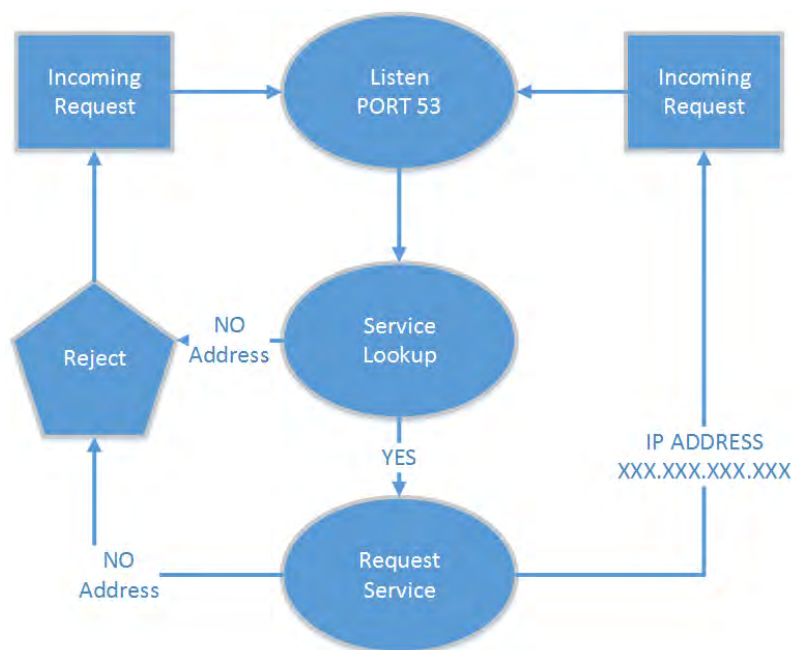 Incoming
Request
Listen
PORT 53
Incoming
Request
NO
Address
Service
Lookup
Reject
YES
IP ADDRESS
XXX.XXX.XXX.XXX
NO
Address
Request
Service